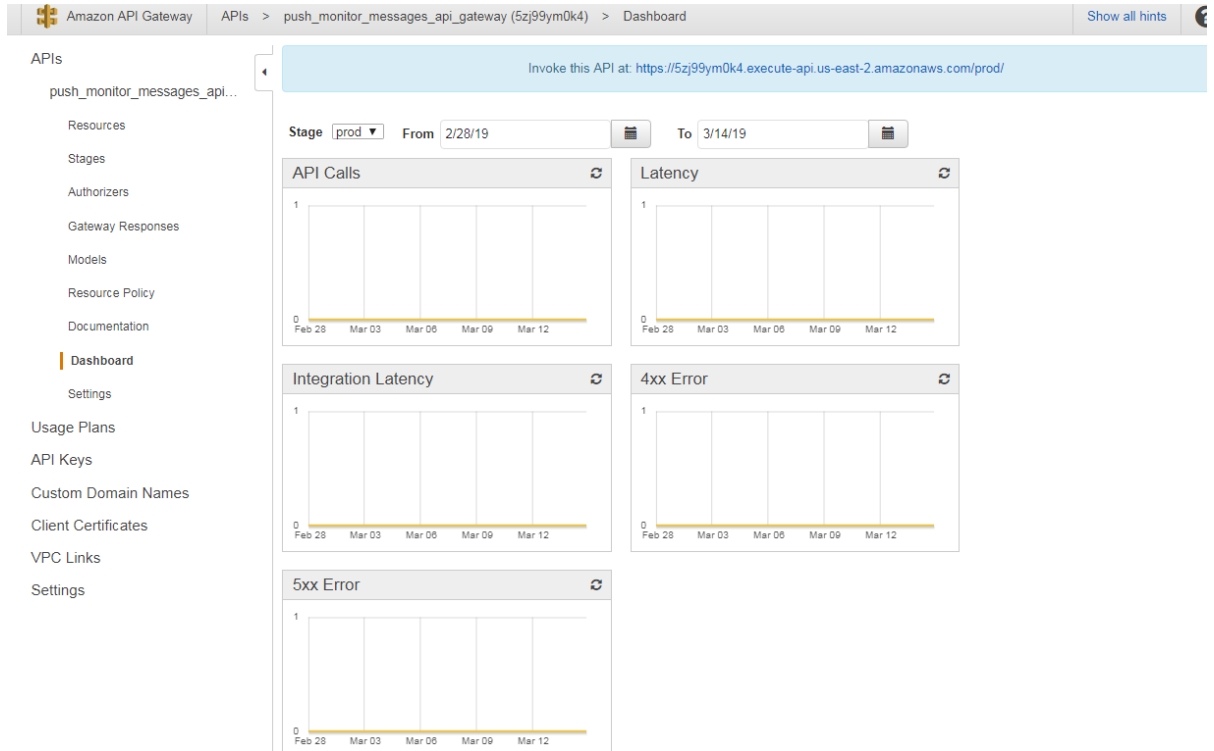 Amazon API Gateway APIs > push_monitor_messages_api_gateway (5zj99ym0k4) > Dashboard Show all hints ?
APIs
push_monitor_messages_api...
Resources
Stages
Authorizers
Gateway Responses
Models
Resource Policy
Documentation
Dashboard
Settings
Usage Plans
API Keys
Custom Domain Names
Client Certificates
VPC Links
Settings
Invoke this API at: https://5zj99ym0k4.execute-api.us-east-2.amazonaws.com/prod/
Stage prod From 2/28/19 To 3/14/19
API Calls
1
0
Feb 28 Mar 03 Mar 06 Mar 09 Mar 12
Latency
1
0
Feb 28 Mar 03 Mar 06 Mar 09 Mar 12
Integration Latency
1
0
Feb 28 Mar 03 Mar 06 Mar 09 Mar 12
4xx Error
1
0
Feb 28 Mar 03 Mar 06 Mar 09 Mar 12
5xx Error
1
0
Feb 28 Mar 03 Mar 06 Mar 09 Mar 12